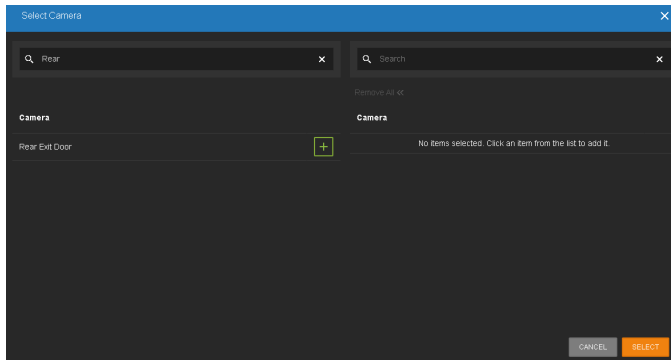 Select Camera
Rear
Search
Remove All
Camera
Camera
Rear Exit Door
No items selected. Click an item from the list to add it.
CANCEL
SELECT